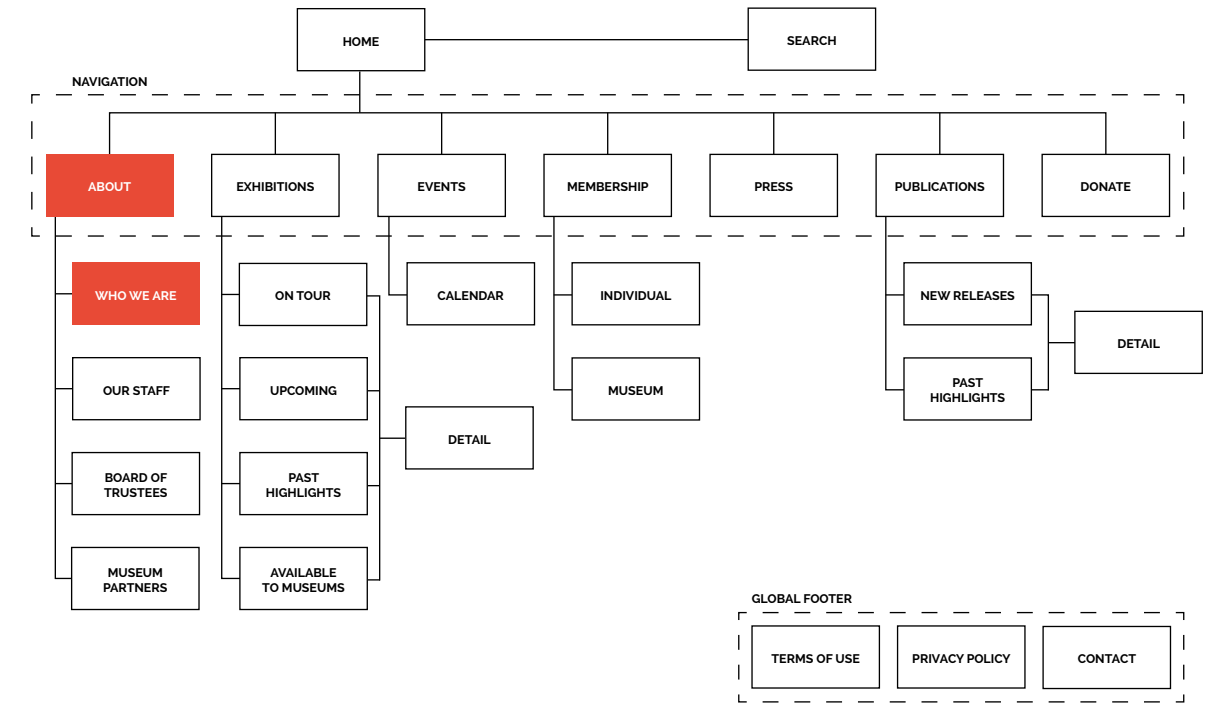 HOME
SEARCH
NAVIGATION
ABOUT
EXHIBITIONS
EVENTS
MEMBERSHIP
PRESS
PUBLICATIONS
DONATE
WHO WE ARE
ON TOUR
CALENDAR
INDIVIDUAL
NEW RELEASES
DETAIL
OUR STAFF
UPCOMING
MUSEUM
PAST
HIGHLIGHTS
DETAIL
BOARD OF
TRUSTEES
PAST
HIGHLIGHTS
MUSEUM
PARTNERS
AVAILABLE
TO MUSEUMS
GLOBAL FOOTER
TERMS OF USE
PRIVACY POLICY
CONTACT